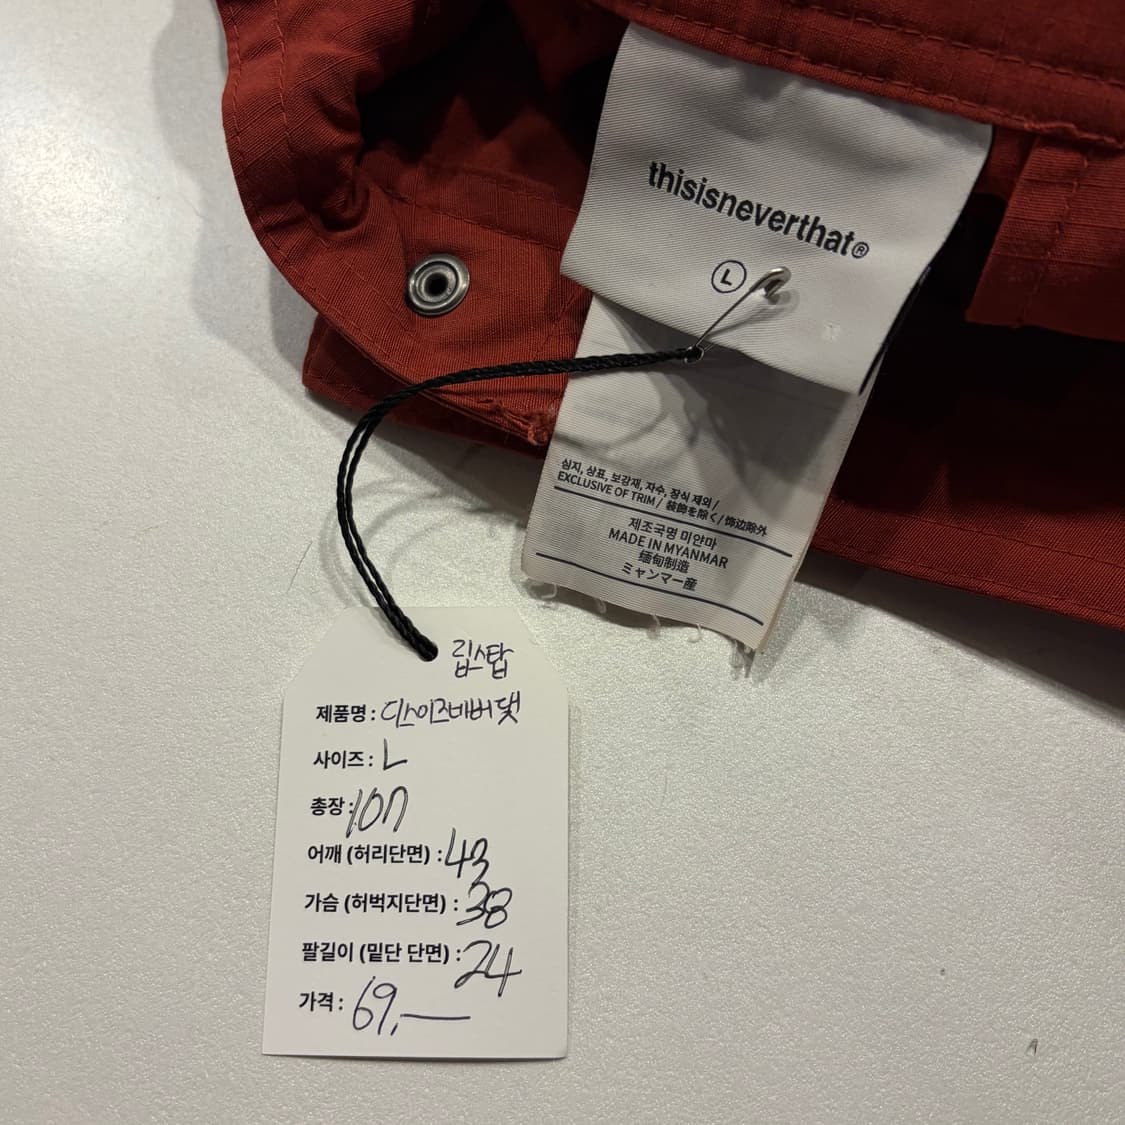 thisisneverthat®
L
심지, 상표, 보강재, 자수, 장식 제외 /
EXCLUSIVE OF TRIM / 装飾を除く / 饰边除外
제조국명 미얀마
MADE IN MYANMAR
缅甸制造
ミャンマー産
립스탑
제품명 : 디스이즈네버댓
사이즈 : L
총장 : 107
어깨 (허리단면) : 43
가슴 (허벅지단면) : 38
팔길이 (밑단 단면) : 24
가격 : 69,—